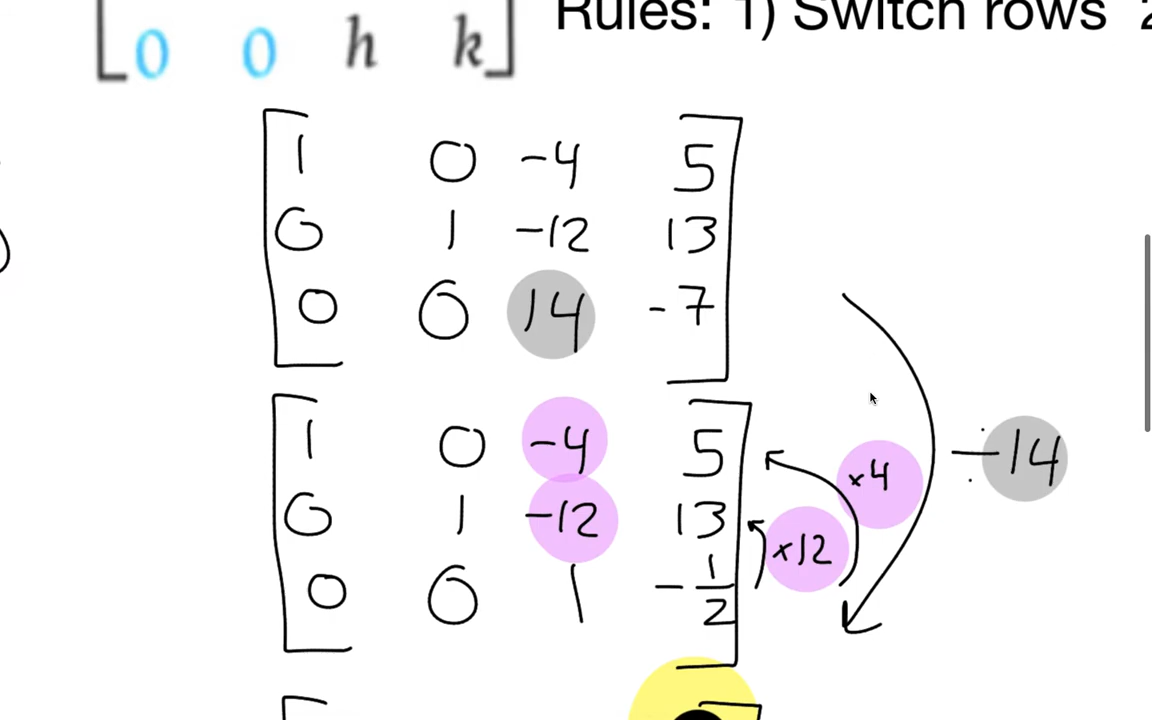 Rules: 1) Switch rows
0 0 h k
1 0 -4 5
0 1 -12 13
0 0 14 -7
1 0 -4 5
0 1 -12 13
0 0 1 -1/2
×4
×12
÷14